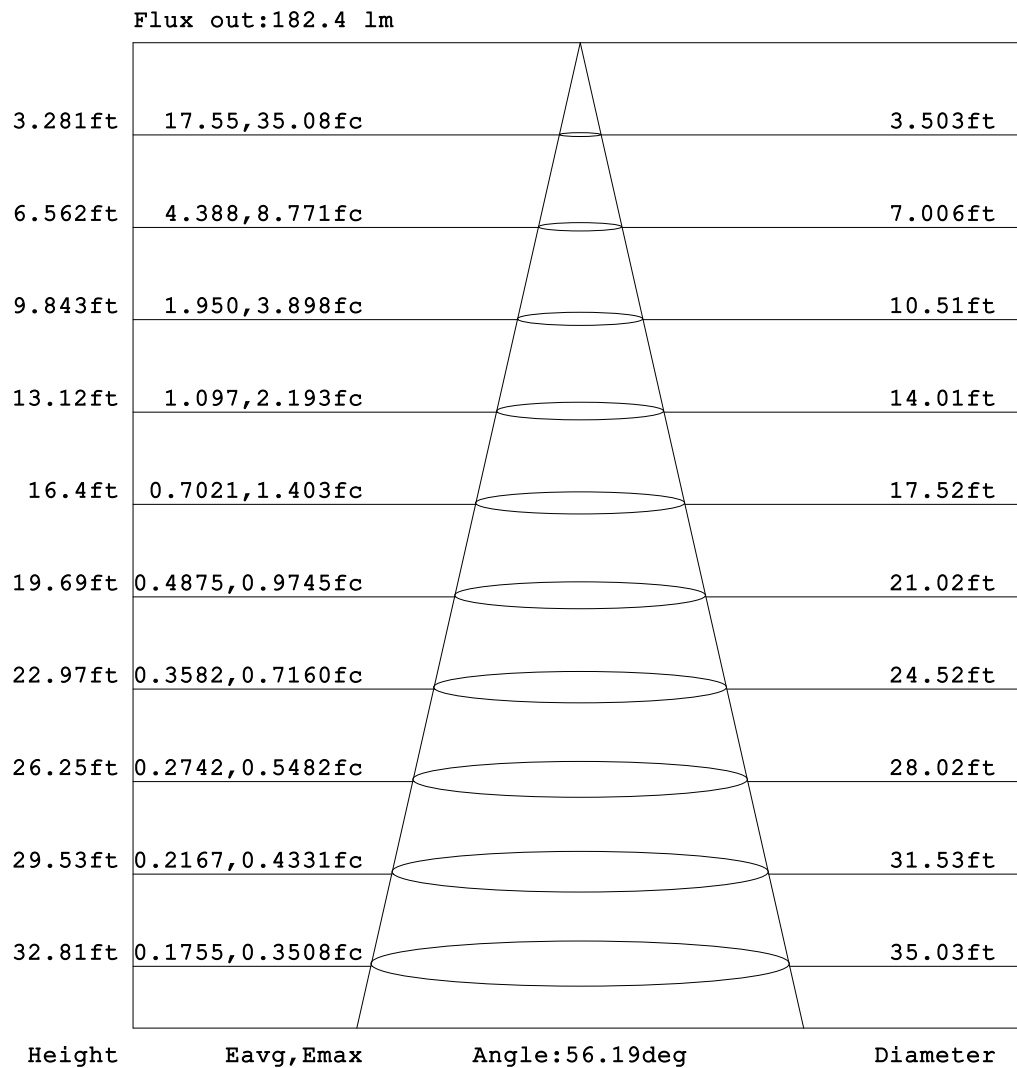 Flux out:182.4 lm
3.281ft 17.55,35.08fc 3.503ft
6.562ft 4.388,8.771fc 7.006ft
9.843ft 1.950,3.898fc 10.51ft
13.12ft 1.097,2.193fc 14.01ft
16.4ft 0.7021,1.403fc 17.52ft
19.69ft 0.4875,0.9745fc 21.02ft
22.97ft 0.3582,0.7160fc 24.52ft
26.25ft 0.2742,0.5482fc 28.02ft
29.53ft 0.2167,0.4331fc 31.53ft
32.81ft 0.1755,0.3508fc 35.03ft
Height Eavg,Emax Angle:56.19deg Diameter